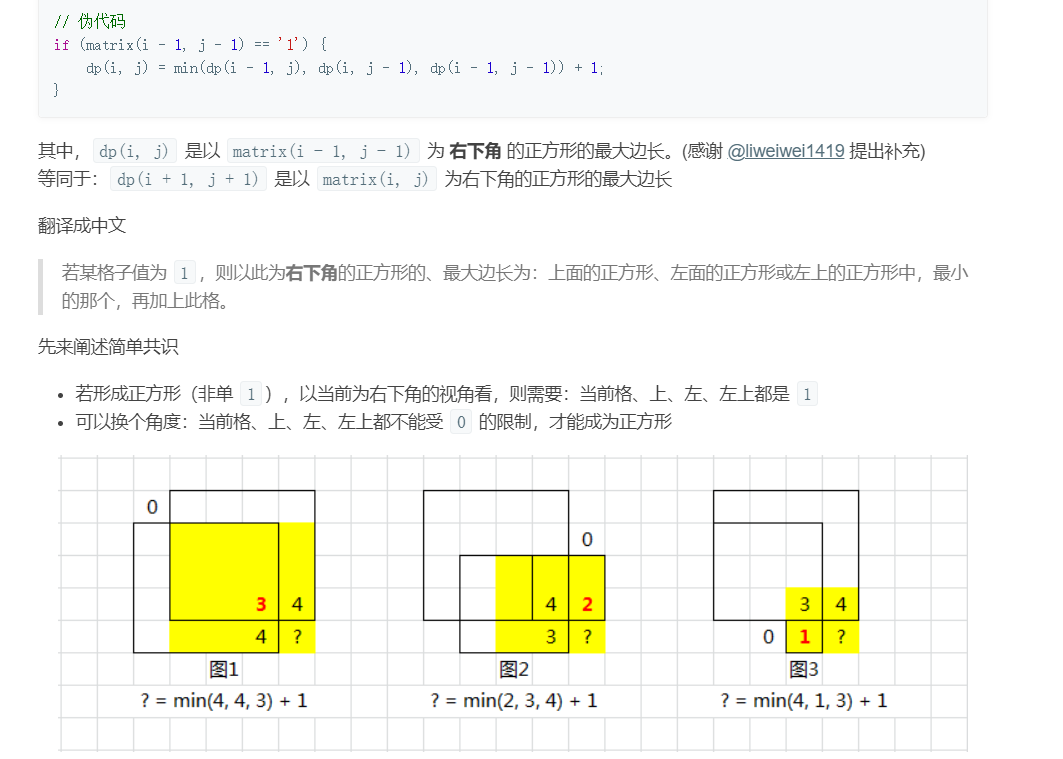 // 伪代码
if (matrix(i - 1, j - 1) == '1') {
    dp(i, j) = min(dp(i - 1, j), dp(i, j - 1), dp(i - 1, j - 1)) + 1;
}
其中， dp(i, j) 是以 matrix(i - 1, j - 1) 为 右下角 的正方形的最大边长。(感谢 @liweiwei1419 提出补充)
等同于： dp(i + 1, j + 1) 是以 matrix(i, j) 为右下角的正方形的最大边长
翻译成中文
若某格子值为 1 ，则以此为右下角的正方形的、最大边长为：上面的正方形、左面的正方形或左上的正方形中，最小
的那个，再加上此格。
先来阐述简单共识
• 若形成正方形（非单 1 ），以当前为右下角的视角看，则需要：当前格、上、左、左上都是 1
• 可以换个角度：当前格、上、左、左上都不能受 0 的限制，才能成为正方形
0
3 4
4 ?
图1
? = min(4, 4, 3) + 1
0
4 2
3 ?
图2
? = min(2, 3, 4) + 1
3 4
0 1 ?
图3
? = min(4, 1, 3) + 1